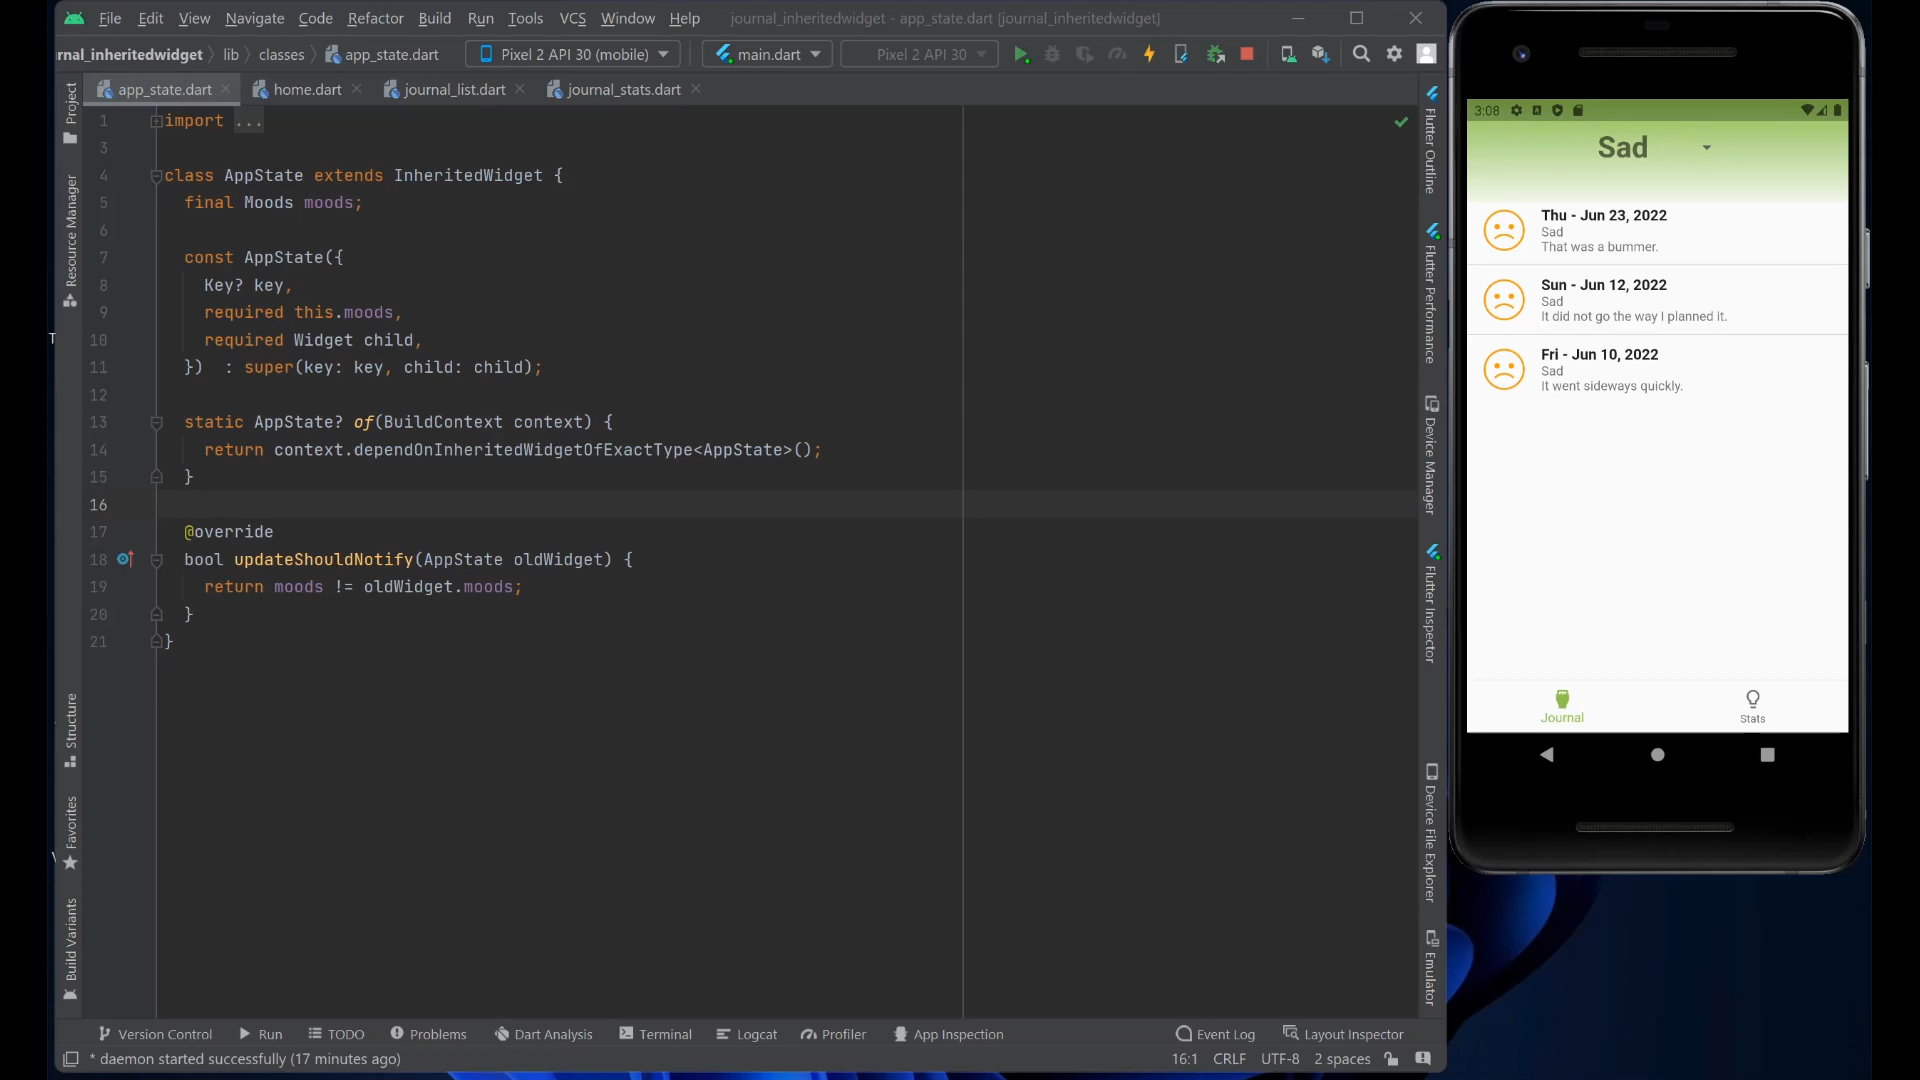 File Edit View Navigate Code Refactor Build Run Tools VCS Window Help journal_inheritedwidget - app_state.dart [journal_inheritedwidget]
rnal_inheritedwidget lib classes app_state.dart Pixel 2 API 30 (mobile) main.dart Pixel 2 API 30
app_state.dart home.dart journal_list.dart journal_stats.dart
Project
Resource Manager
Structure
Favorites
Build Variants
1 import ...
3
4 class AppState extends InheritedWidget {
5 final Moods moods;
6
7 const AppState({
8 Key? key,
9 required this.moods,
10 required Widget child,
11 }) : super(key: key, child: child);
12
13 static AppState? of(BuildContext context) {
14 return context.dependOnInheritedWidgetOfExactType<AppState>();
15 }
16
17 @override
18 bool updateShouldNotify(AppState oldWidget) {
19 return moods != oldWidget.moods;
20 }
21 }
Flutter Outline
Flutter Performance
Device Manager
Flutter Inspector
Device File Explorer
Emulator
Version Control Run TODO Problems Dart Analysis Terminal Logcat Profiler App Inspection Event Log Layout Inspector
* daemon started successfully (17 minutes ago) 16:1 CRLF UTF-8 2 spaces
3:08
Sad
Thu - Jun 23, 2022
Sad
That was a bummer.
Sun - Jun 12, 2022
Sad
It did not go the way I planned it.
Fri - Jun 10, 2022
Sad
It went sideways quickly.
Journal Stats